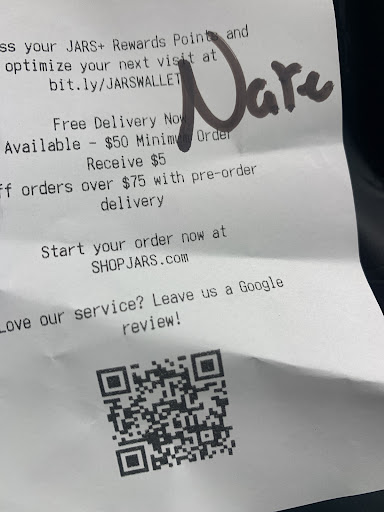 ss your JARS+ Rewards Points and
optimize your next visit at
bit.ly/JARSWALLET
Nate
Free Delivery Now
Available - $50 Minimum Order
Receive $5
ff orders over $75 with pre-order
delivery
Start your order now at
SHOPJARS.com
Love our service? Leave us a Google
review!